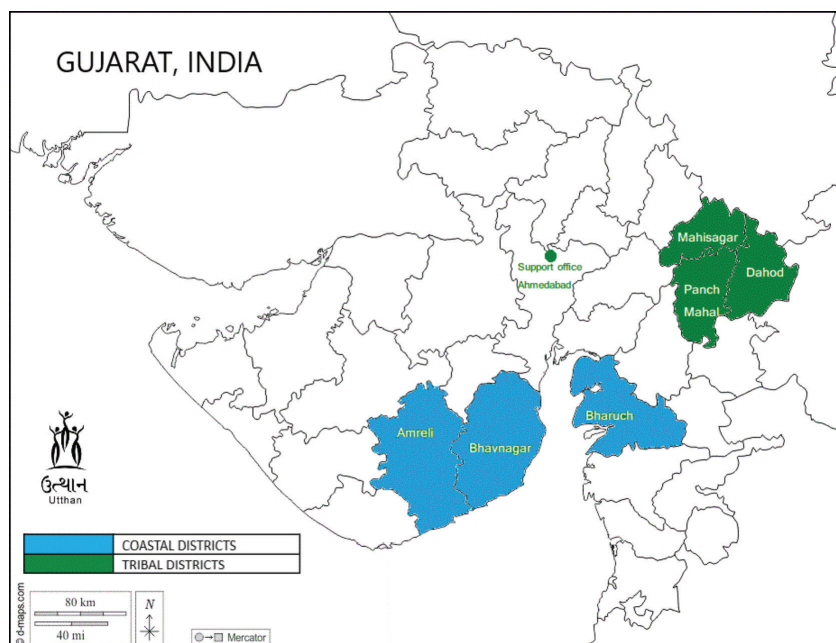 GUJARAT, INDIA
Mahisagar
Dahod
Panch
Mahal
Support office
Ahmedabad
Bharuch
Amreli
Bhavnagar
ઉત્થાન
Utthan
COASTAL DISTRICTS
TRIBAL DISTRICTS
© d-maps.com
80 km
40 mi
N
Mercator